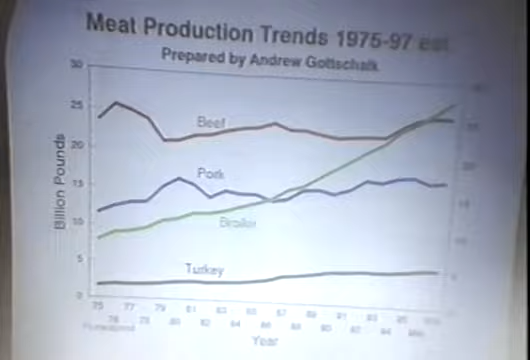 Meat Production Trends 1975-97 est
Prepared by Andrew Gottschalk
Billion Pounds
30
25
20
15
10
5
0
Beef
Pork
Broiler
Turkey
75 77 79 81 83 85 87 89 91 93 95
76 78 80 82 84 86 88 90 92 94
Year